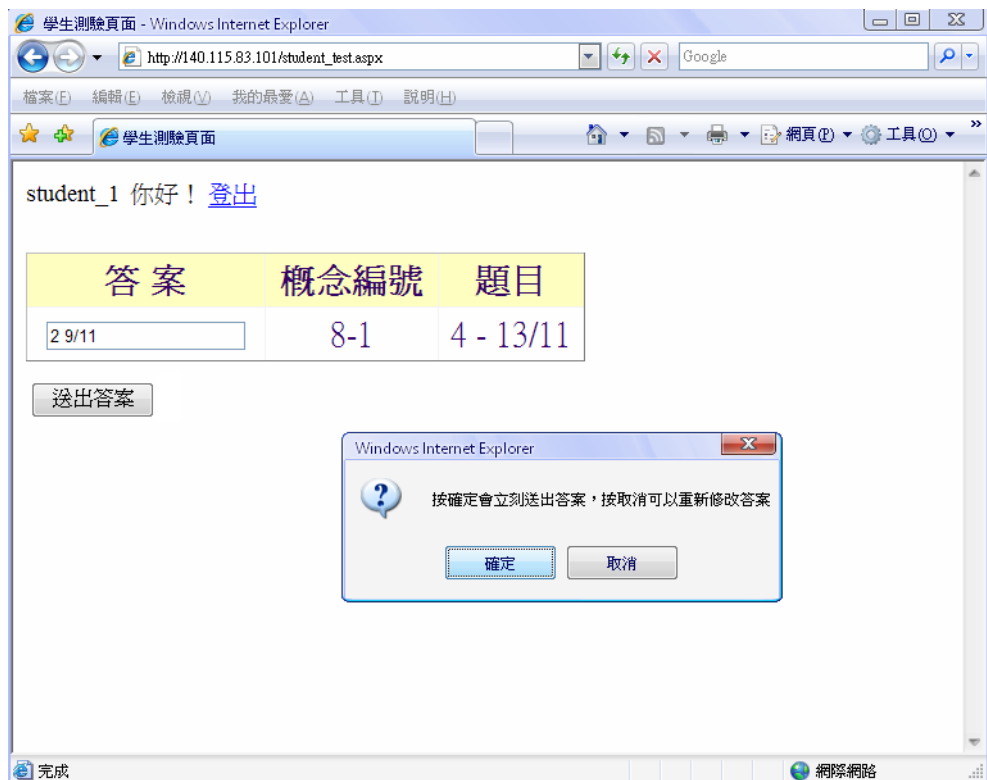 學生測驗頁面 - Windows Internet Explorer
http://140.115.83.101/student_test.aspx Google
檔案(F) 編輯(E) 檢視(V) 我的最愛(A) 工具(T) 說明(H)
學生測驗頁面 網頁(P) 工具(O) »
student_1 你好！ 登出
答 案 概念編號 題目
2 9/11 8-1 4 - 13/11
送出答案
Windows Internet Explorer
按確定會立刻送出答案，按取消可以重新修改答案
確定 取消
完成 網際網路